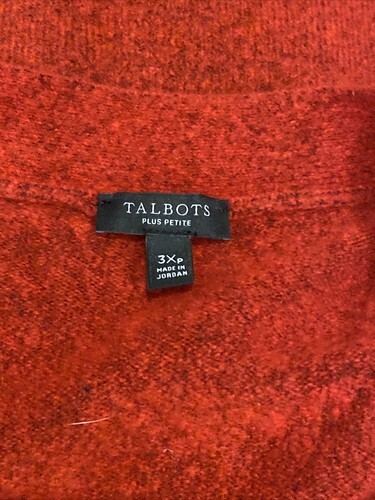 TALBOTS
PLUS PETITE
3Xp
MADE IN
JORDAN